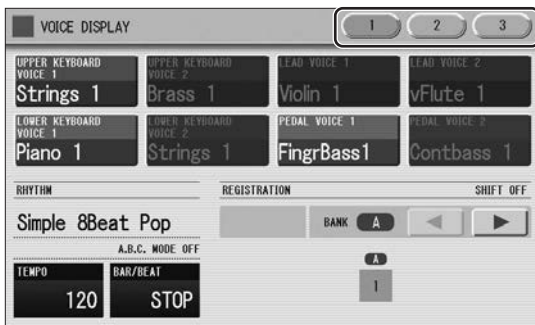 VOICE DISPLAY
1 2 3
UPPER KEYBOARD VOICE 1
Strings 1
UPPER KEYBOARD VOICE 2
Brass 1
LEAD VOICE 1
Violin 1
LEAD VOICE 2
vFlute 1
LOWER KEYBOARD VOICE 1
Piano 1
LOWER KEYBOARD VOICE 2
Strings 1
PEDAL VOICE 1
FingrBass1
PEDAL VOICE 2
Contbass 1
RHYTHM
Simple 8Beat Pop
A.B.C. MODE OFF
TEMPO
120
BAR/BEAT
STOP
REGISTRATION
SHIFT OFF
BANK A
A
1